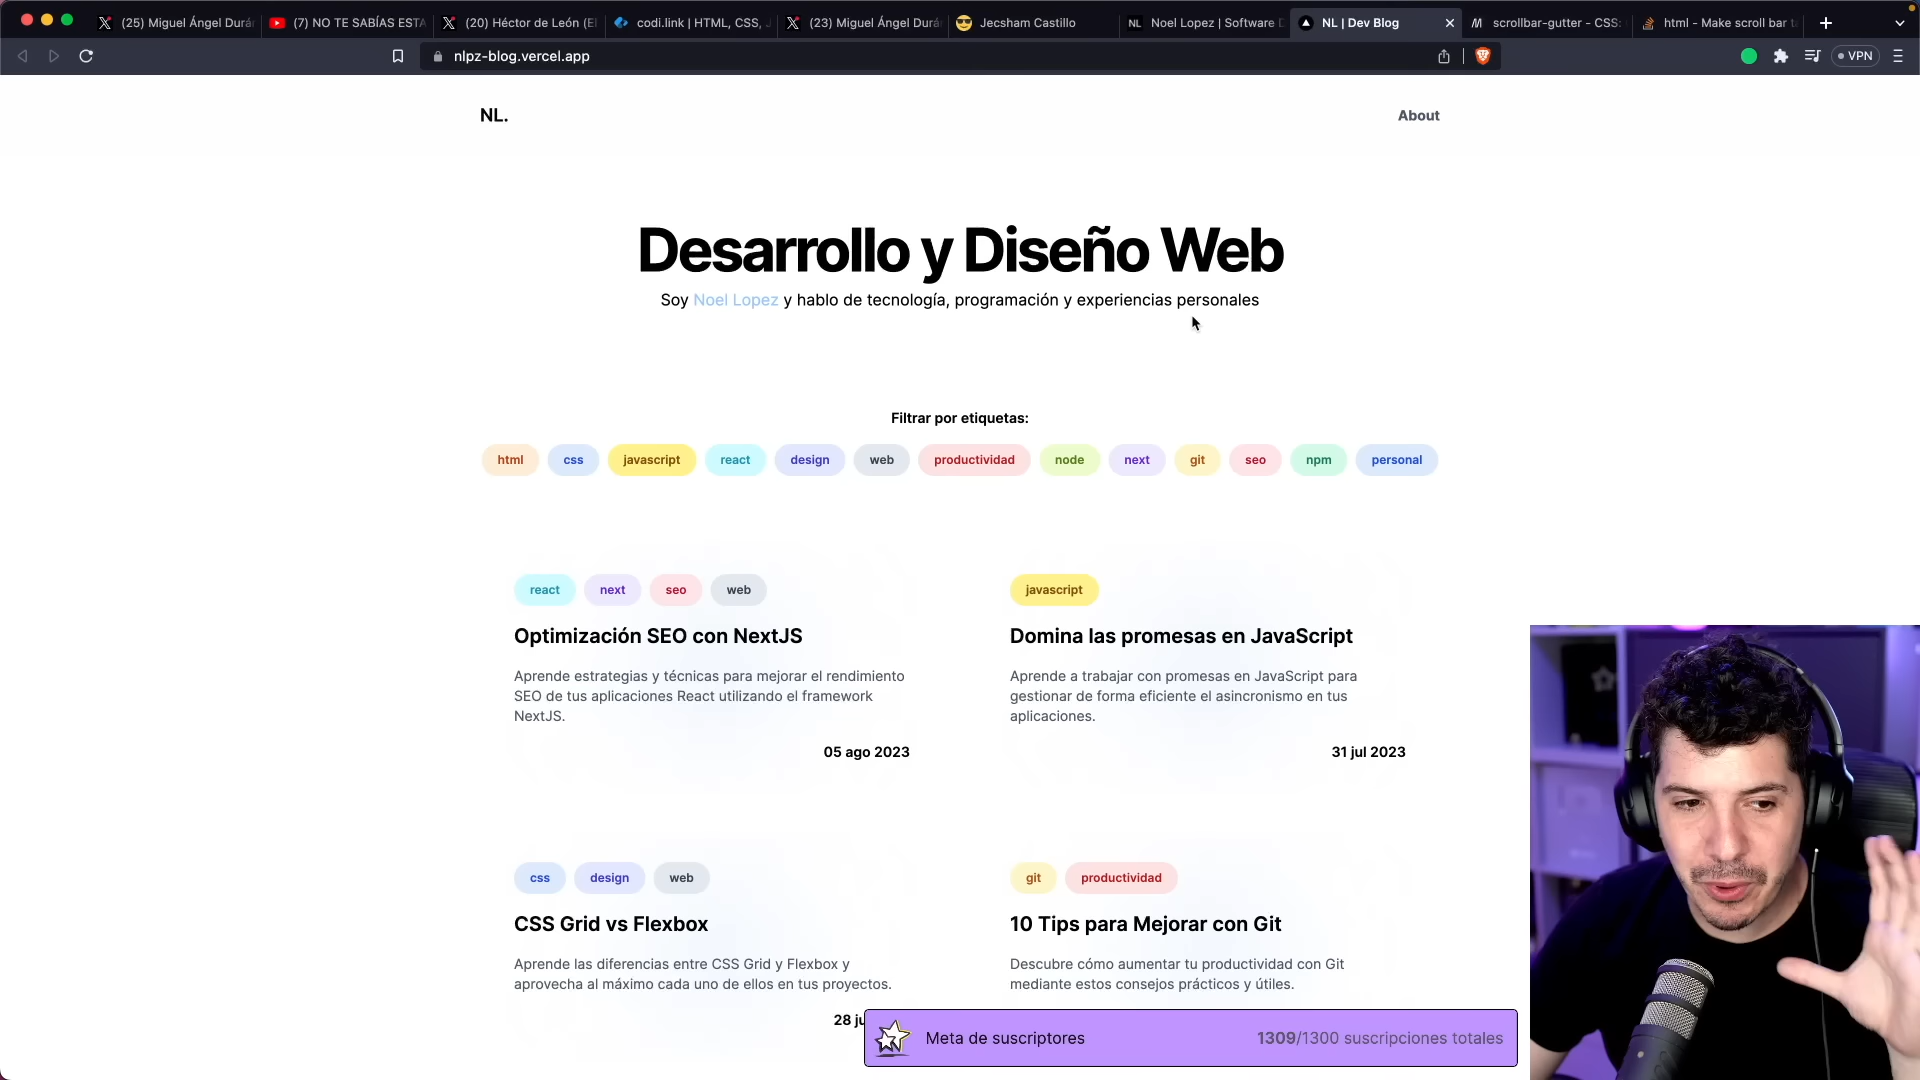 (25) Miguel Ángel Durá
(7) NO TE SABÍAS ESTA
(20) Héctor de León (El
codi.link | HTML, CSS, J
(23) Miguel Ángel Durá
Jecsham Castillo
NL Noel Lopez | Software D
NL | Dev Blog
scrollbar-gutter - CSS:
html - Make scroll bar ta
nlpz-blog.vercel.app
VPN
NL.
About
Desarrollo y Diseño Web
Soy Noel Lopez y hablo de tecnología, programación y experiencias personales
Filtrar por etiquetas:
html css javascript react design web productividad node next git seo npm personal
react next seo web
Optimización SEO con NextJS
Aprende estrategias y técnicas para mejorar el rendimiento
SEO de tus aplicaciones React utilizando el framework
NextJS.
05 ago 2023
javascript
Domina las promesas en JavaScript
Aprende a trabajar con promesas en JavaScript para
gestionar de forma eficiente el asincronismo en tus
aplicaciones.
31 jul 2023
css design web
CSS Grid vs Flexbox
Aprende las diferencias entre CSS Grid y Flexbox y
aprovecha al máximo cada uno de ellos en tus proyectos.
28 ju
git productividad
10 Tips para Mejorar con Git
Descubre cómo aumentar tu productividad con Git
mediante estos consejos prácticos y útiles.
Meta de suscriptores
1309/1300 suscripciones totales